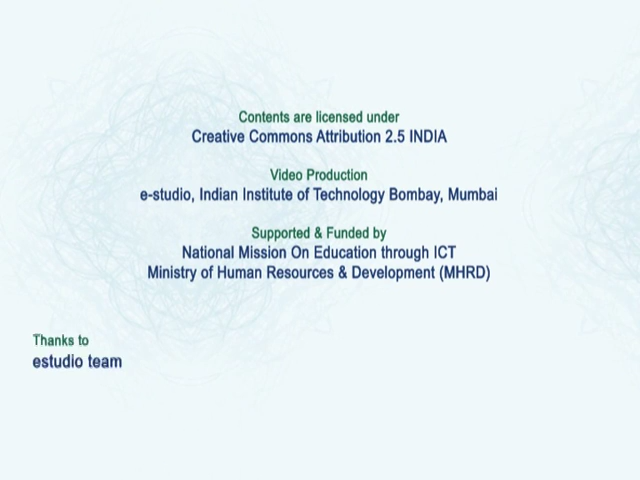 Contents are licensed under
Creative Commons Attribution 2.5 INDIA
Video Production
e-studio, Indian Institute of Technology Bombay, Mumbai
Supported & Funded by
National Mission On Education through ICT
Ministry of Human Resources & Development (MHRD)
Thanks to
estudio team